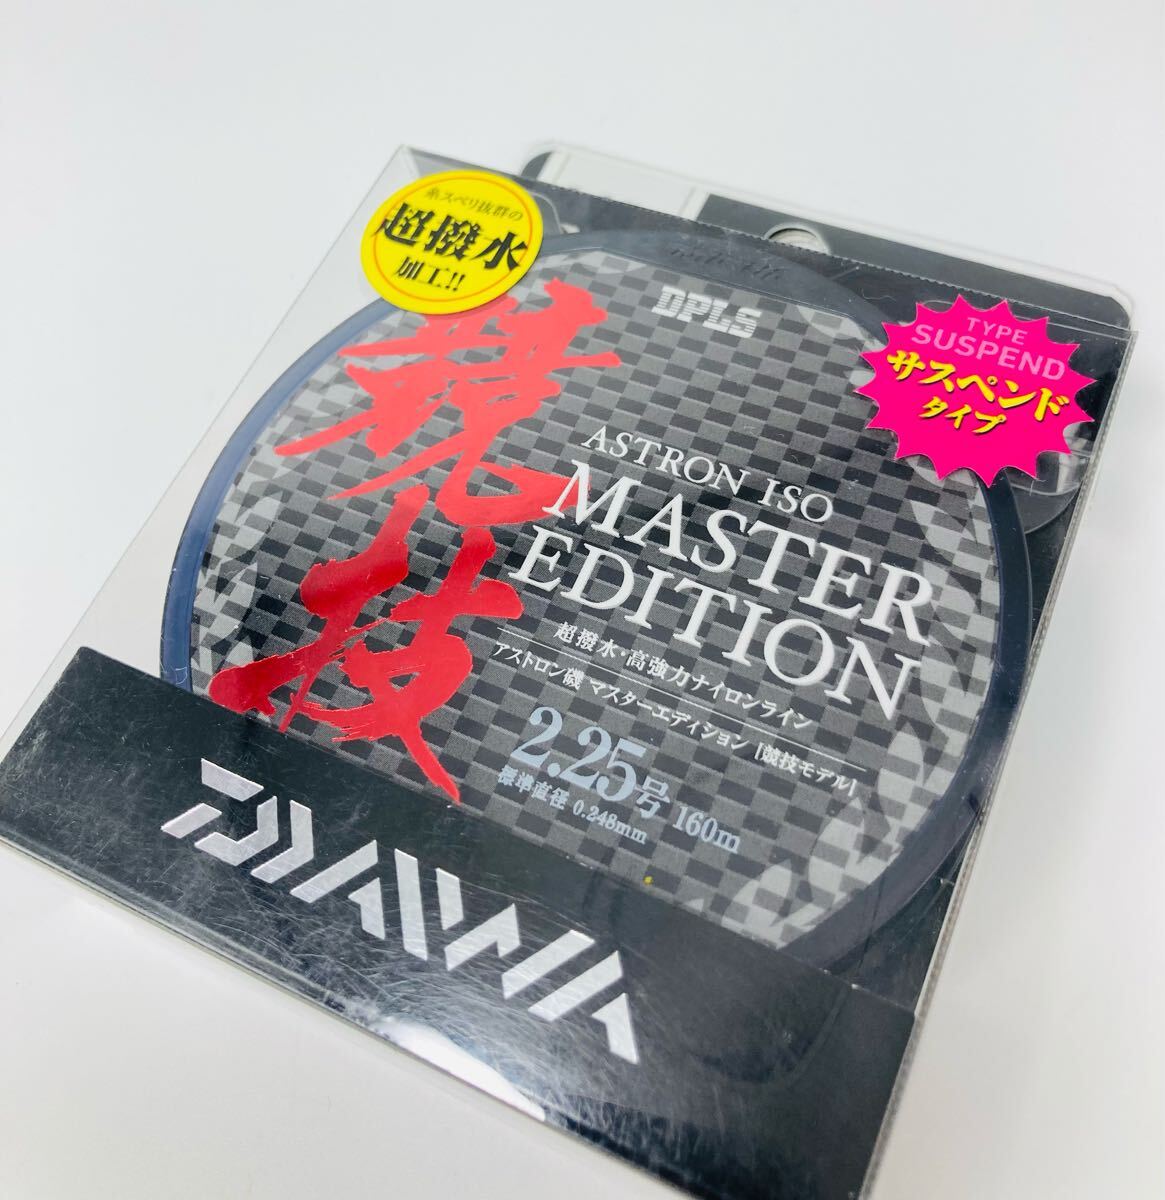 糸スベリ抜群の
超撥水
加工!!
DPLS
TYPE
SUSPEND
サスペンド
タイプ
競技
ASTRON ISO
MASTER
EDITION
超撥水・高強力ナイロンライン
アストロン磯 マスターエディション「競技モデル」
2.25号 160m
標準直径 0.248mm
DAIWA